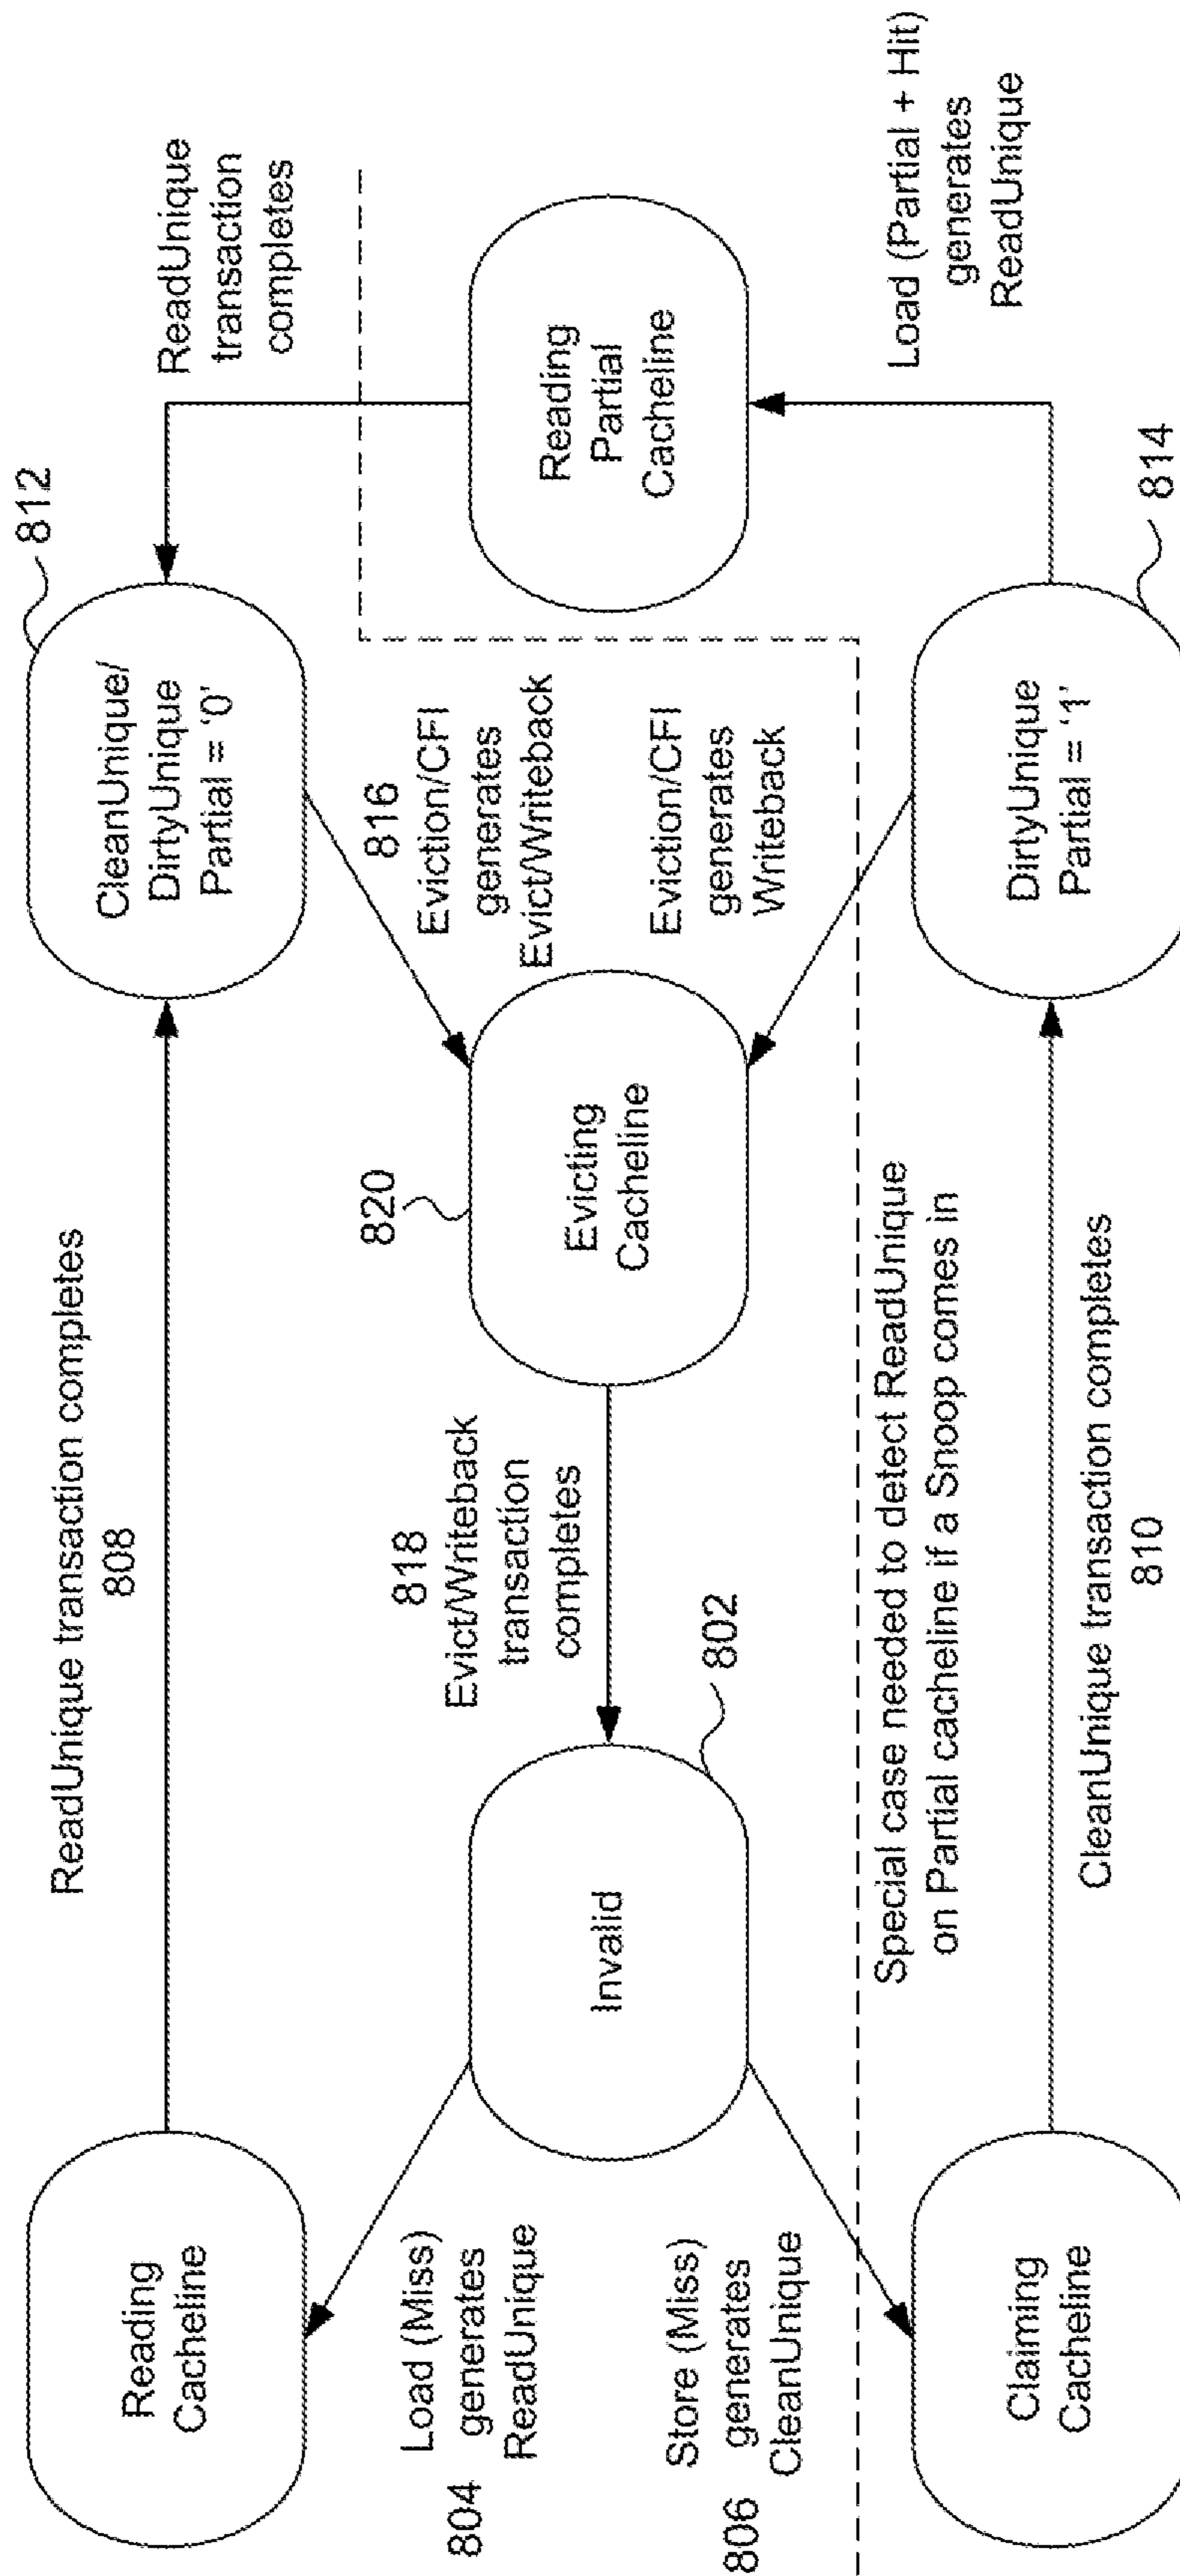 Reading
Cacheline
ReadUnique transaction completes
808
CleanUnique/
DirtyUnique
Partial = '0'
812
ReadUnique
transaction
completes
804
Load (Miss)
generates
ReadUnique
806
Store (Miss)
generates
CleanUnique
Invalid
802
818
Evict/Writeback
transaction
completes
820
Evicting
Cacheline
816
Eviction/CFI
generates
Evict/Writeback
Eviction/CFI
generates
Writeback
Reading
Partial
Cacheline
Special case needed to detect ReadUnique
on Partial cacheline if a Snoop comes in
Claiming
Cacheline
CleanUnique transaction completes
810
DirtyUnique
Partial = '1'
814
Load (Partial + Hit)
generates
ReadUnique